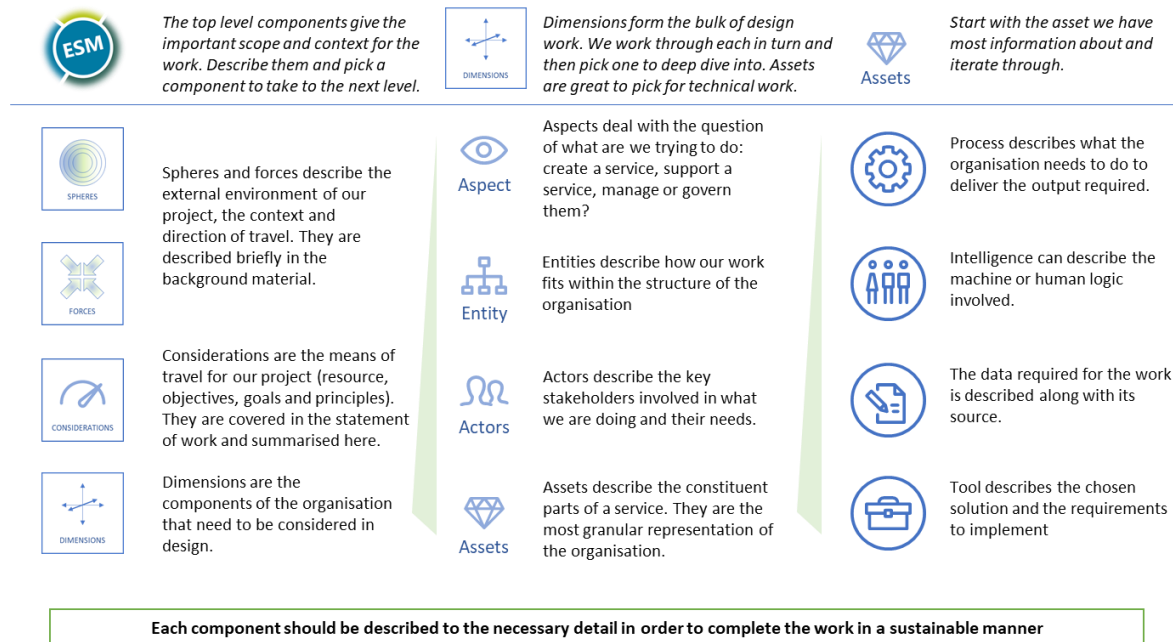 ESM
The top level components give the
important scope and context for the
work. Describe them and pick a
component to take to the next level.
DIMENSIONS
Dimensions form the bulk of design
work. We work through each in turn and
then pick one to deep dive into. Assets
are great to pick for technical work.
Assets
Start with the asset we have
most information about and
iterate through.
SPHERES
FORCES
Spheres and forces describe the
external environment of our
project, the context and
direction of travel. They are
described briefly in the
background material.
CONSIDERATIONS
Considerations are the means of
travel for our project (resource,
objectives, goals and principles).
They are covered in the statement
of work and summarised here.
DIMENSIONS
Dimensions are the
components of the organisation
that need to be considered in
design.
Aspect
Aspects deal with the question
of what are we trying to do:
create a service, support a
service, manage or govern
them?
Entity
Entities describe how our work
fits within the structure of the
organisation
Actors
Actors describe the key
stakeholders involved in what
we are doing and their needs.
Assets
Assets describe the constituent
parts of a service. They are the
most granular representation of
the organisation.
Process describes what the
organisation needs to do to
deliver the output required.
Intelligence can describe the
machine or human logic
involved.
The data required for the work
is described along with its
source.
Tool describes the chosen
solution and the requirements
to implement
Each component should be described to the necessary detail in order to complete the work in a sustainable manner